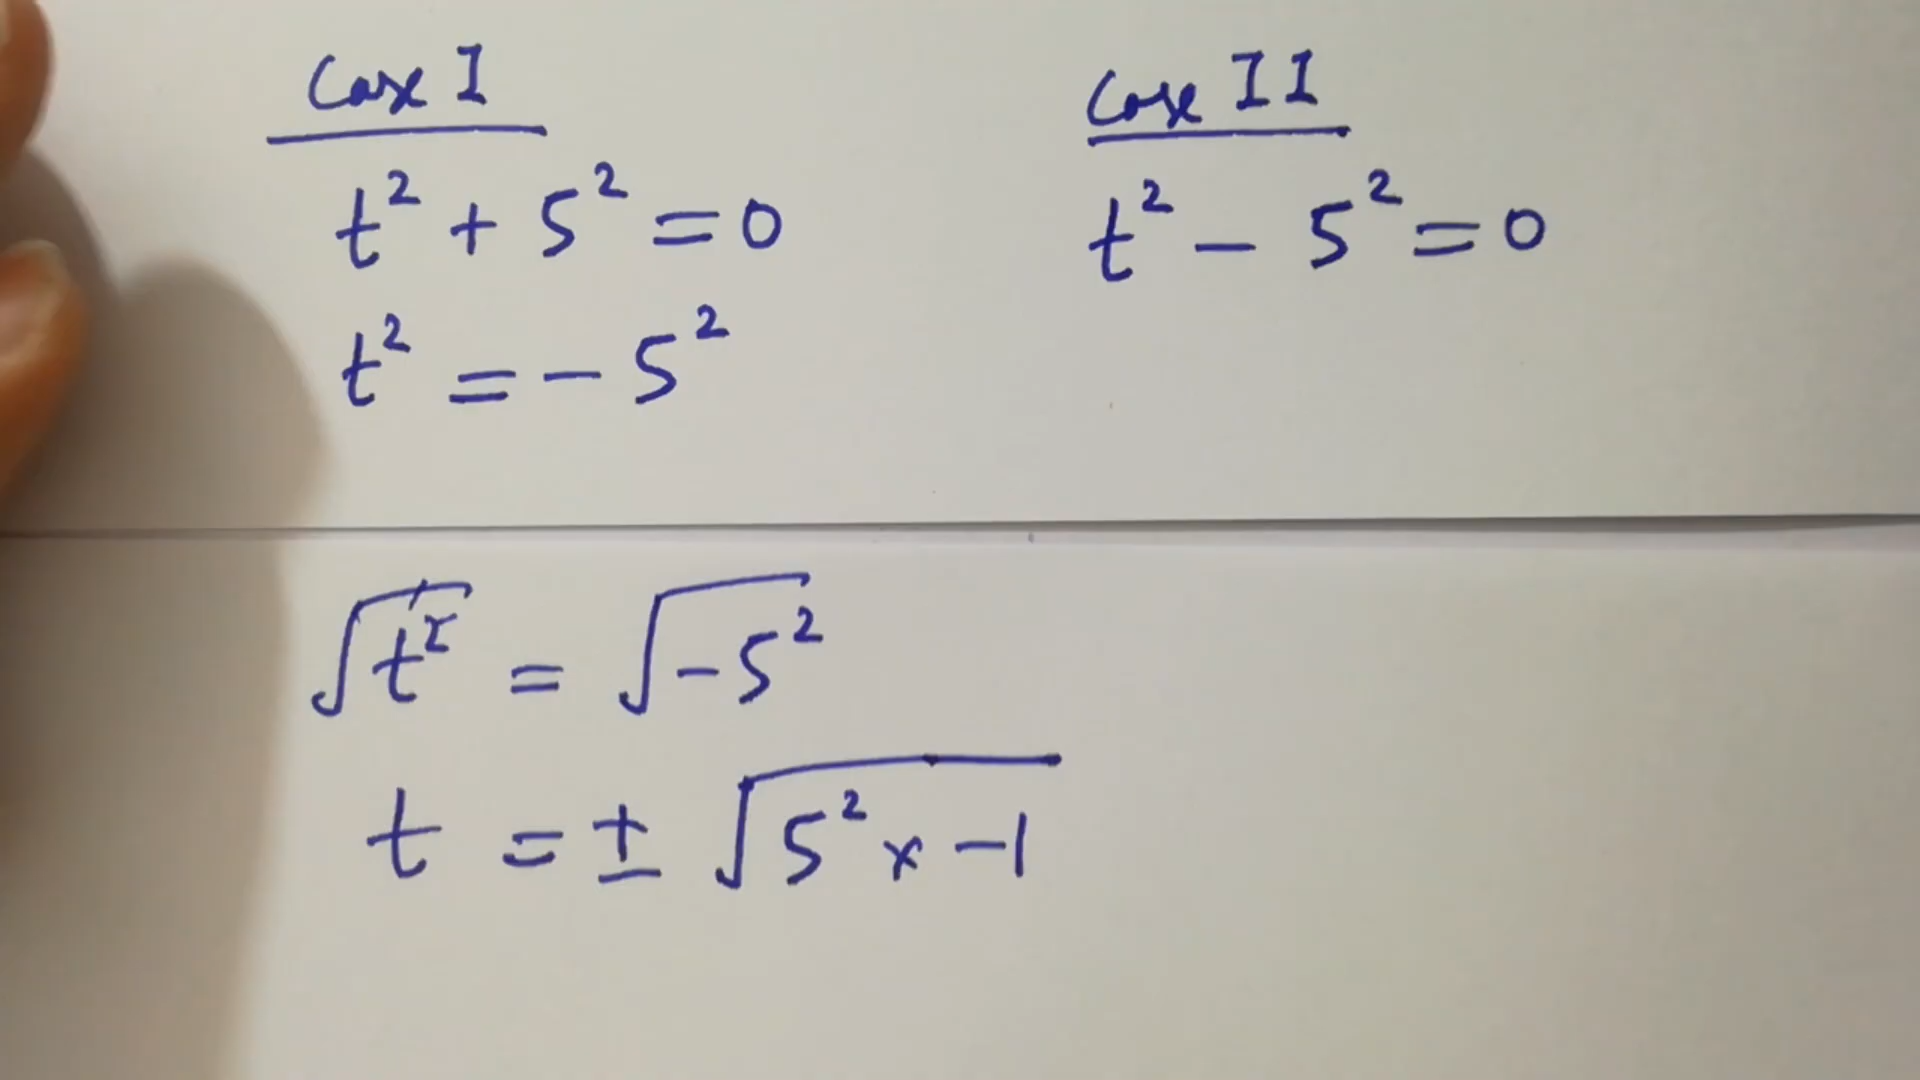 Case I
t² + 5² = 0
t² = - 5²
√t² = √-5²
t = ± √5² x -1
Case II
t² - 5² = 0